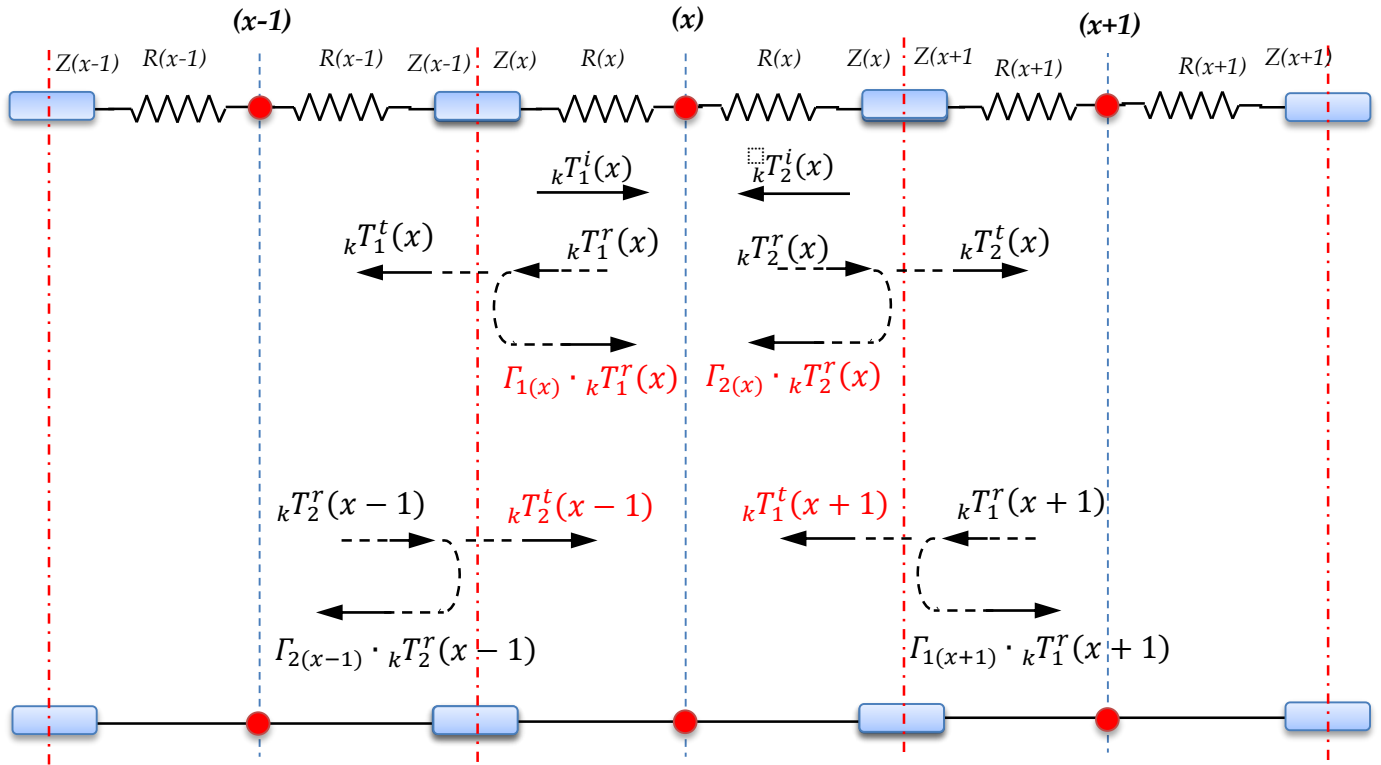 (x-1) (x) (x+1)
Z(x-1) R(x-1) R(x-1) Z(x-1) Z(x) R(x) R(x) Z(x) Z(x+1 R(x+1) R(x+1) Z(x+1)
ₖT₁ⁱ(x) ₖT₂ⁱ(x)
ₖT₁ᵗ(x) ₖT₁ʳ(x) ₖT₂ʳ(x) ₖT₂ᵗ(x)
Γ₁₍ₓ₎ · ₖT₁ʳ(x) Γ₂₍ₓ₎ · ₖT₂ʳ(x)
ₖT₂ʳ(x − 1) ₖT₂ᵗ(x − 1) ₖT₁ᵗ(x + 1) ₖT₁ʳ(x + 1)
Γ₂₍ₓ₋₁₎ · ₖT₂ʳ(x − 1) Γ₁₍ₓ₊₁₎ · ₖT₁ʳ(x + 1)